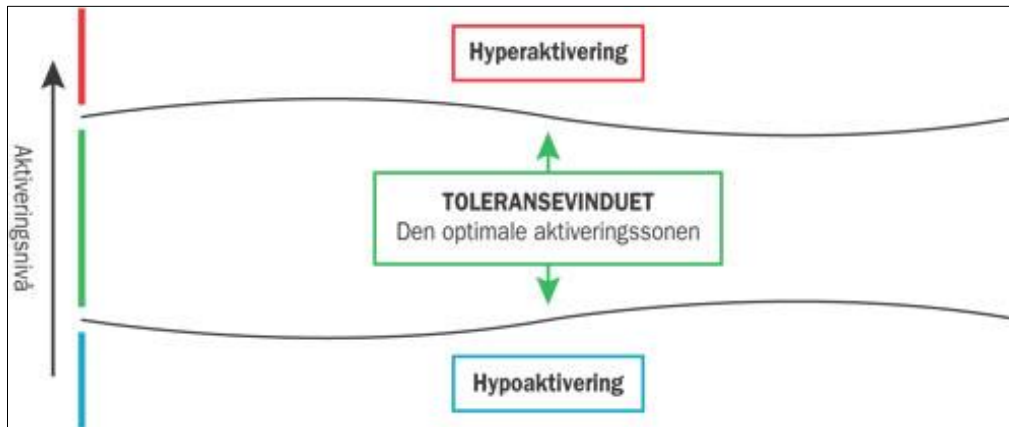 Hyperaktivering
Aktiveringsnivå
TOLERANSEVINDUET
Den optimale aktiveringssonen
Hypoaktivering